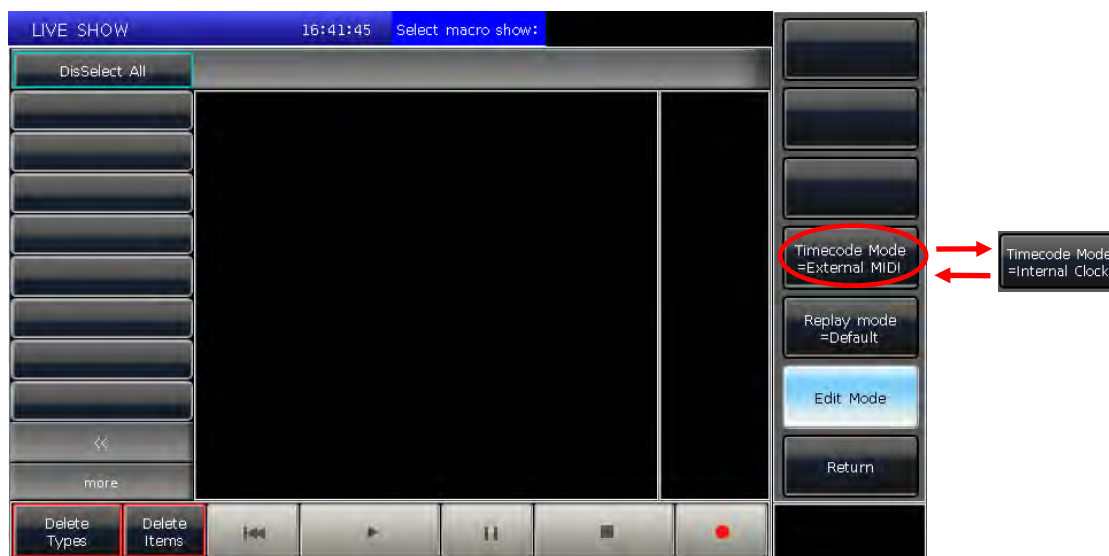 LIVE SHOW 16:41:45 Select macro show:
DisSelect All
Timecode Mode
=External MIDI
Timecode Mode
=Internal Clock
Replay mode
=Default
Edit Mode
<<
Return
more
Delete
Types
Delete
Items